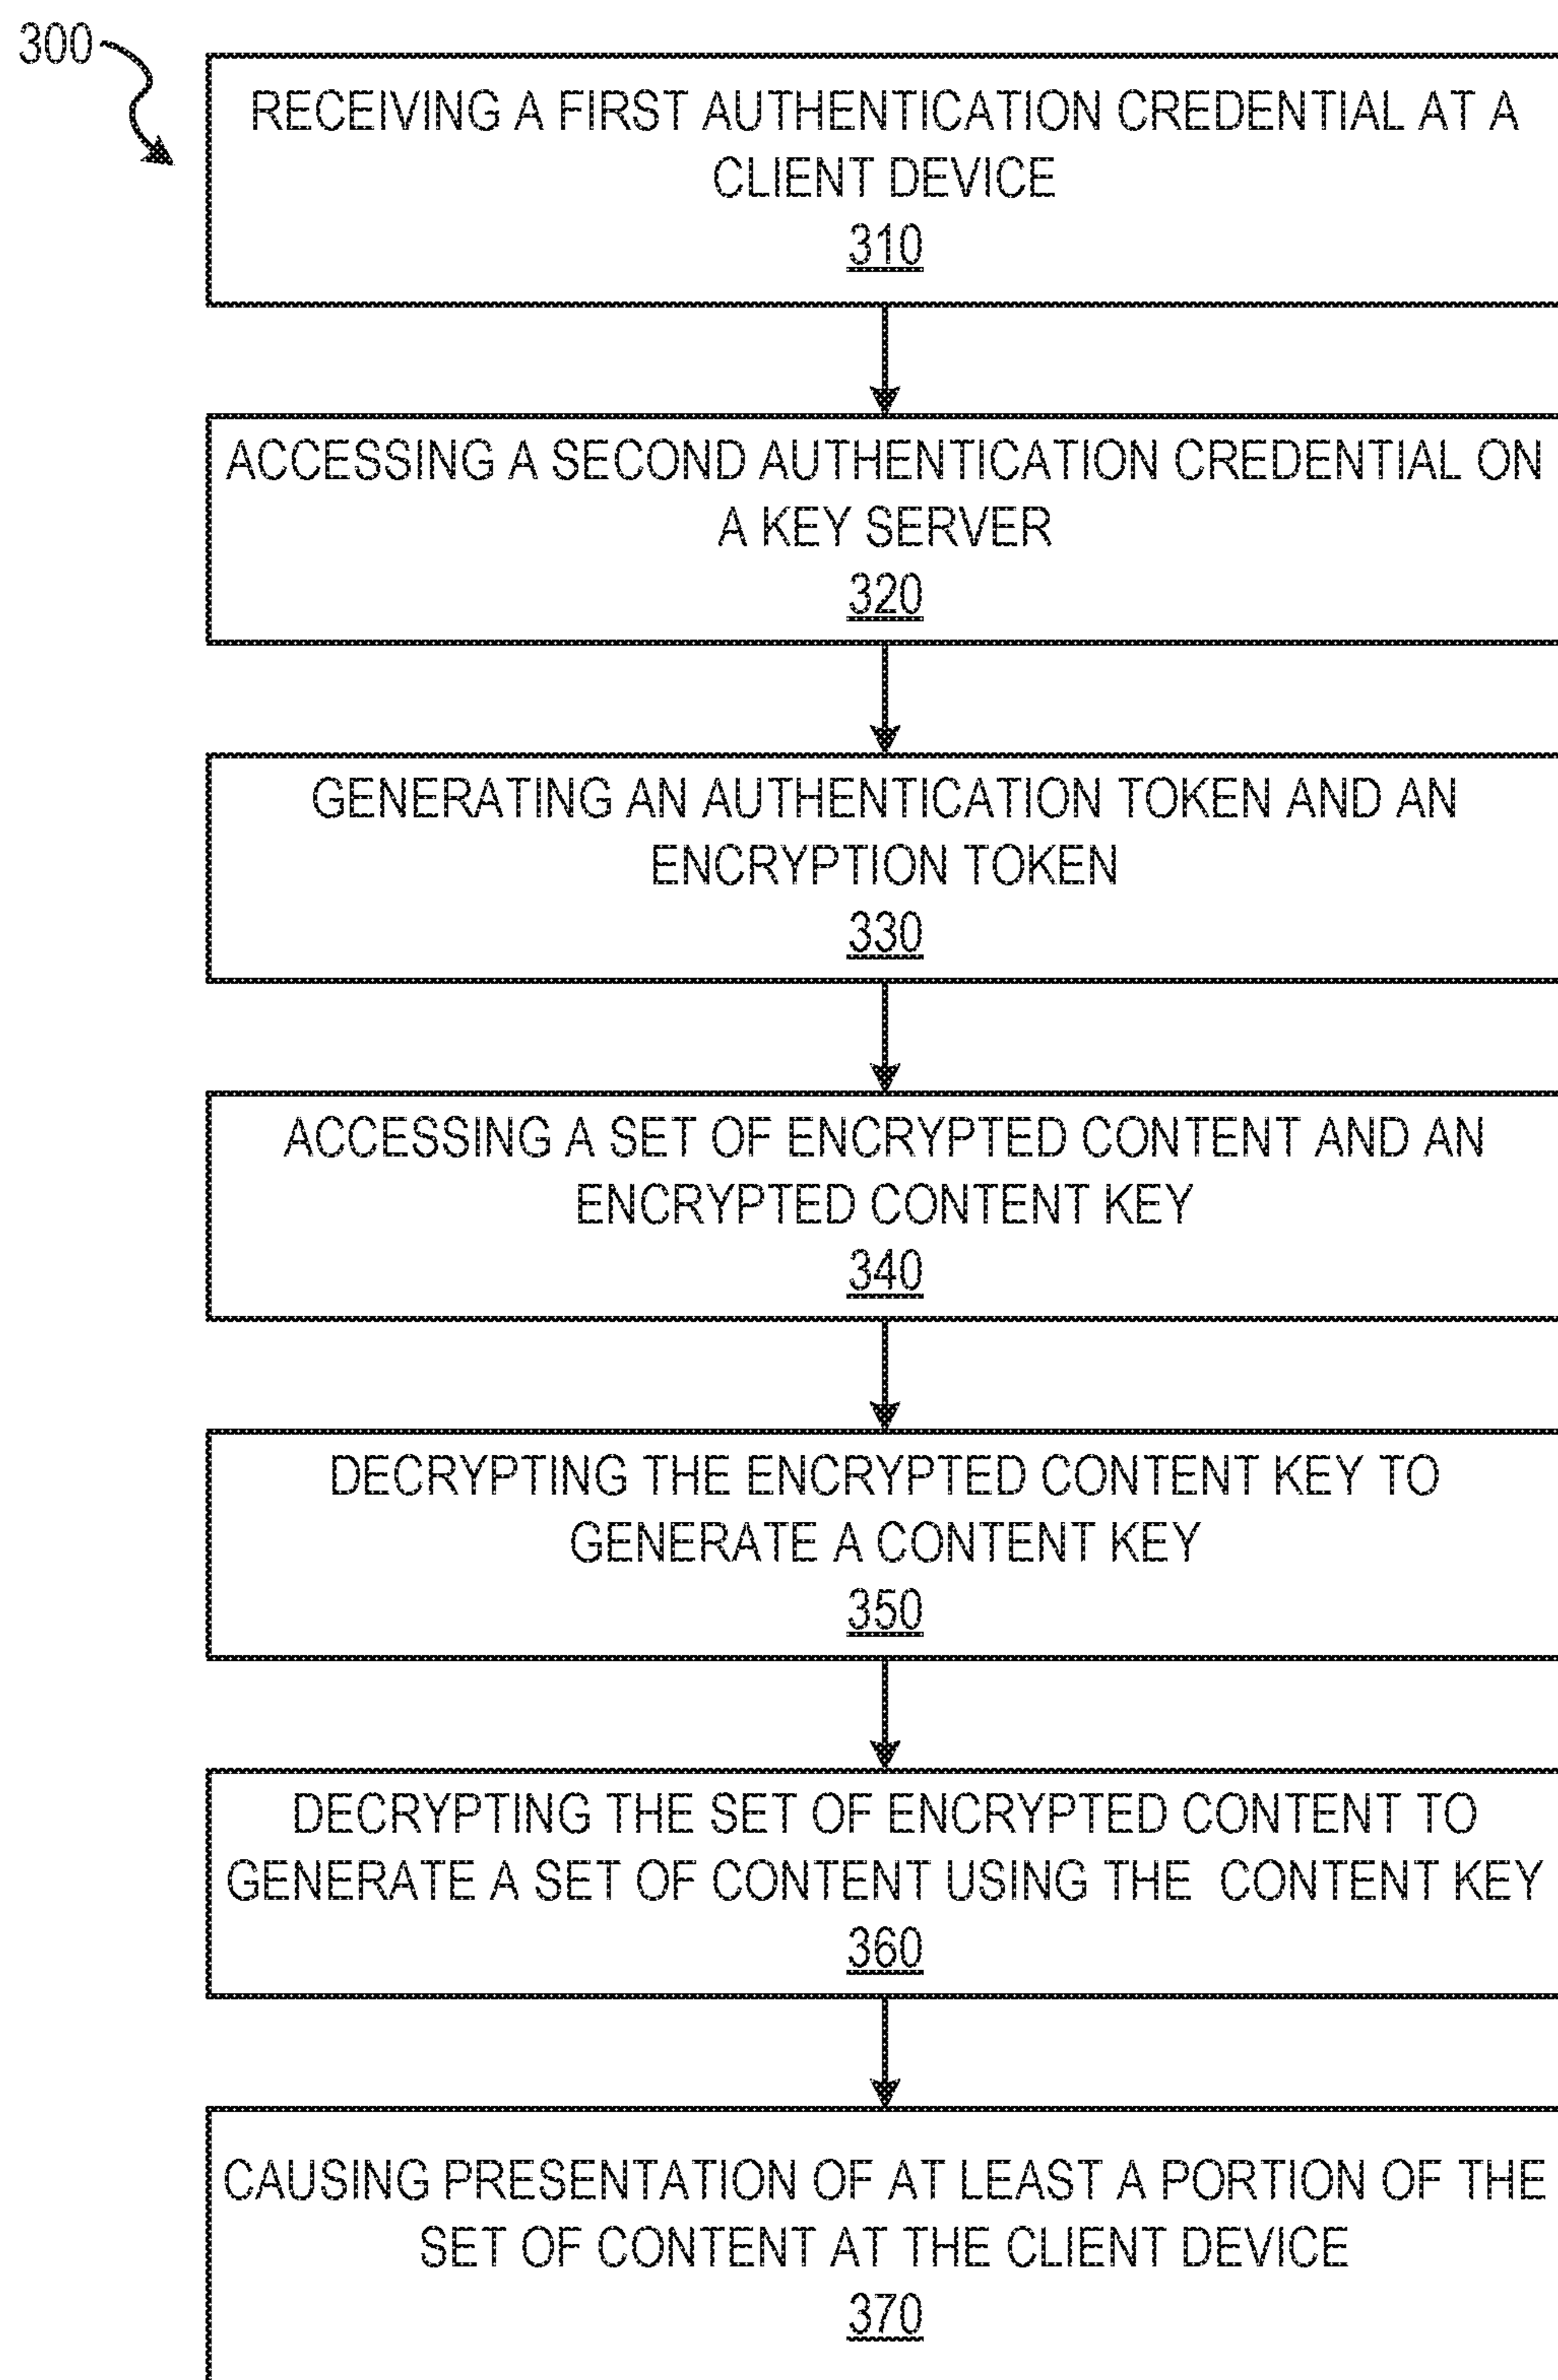 300
RECEIVING A FIRST AUTHENTICATION CREDENTIAL AT A
CLIENT DEVICE
310
ACCESSING A SECOND AUTHENTICATION CREDENTIAL ON
A KEY SERVER
320
GENERATING AN AUTHENTICATION TOKEN AND AN
ENCRYPTION TOKEN
330
ACCESSING A SET OF ENCRYPTED CONTENT AND AN
ENCRYPTED CONTENT KEY
340
DECRYPTING THE ENCRYPTED CONTENT KEY TO
GENERATE A CONTENT KEY
350
DECRYPTING THE SET OF ENCRYPTED CONTENT TO
GENERATE A SET OF CONTENT USING THE CONTENT KEY
360
CAUSING PRESENTATION OF AT LEAST A PORTION OF THE
SET OF CONTENT AT THE CLIENT DEVICE
370